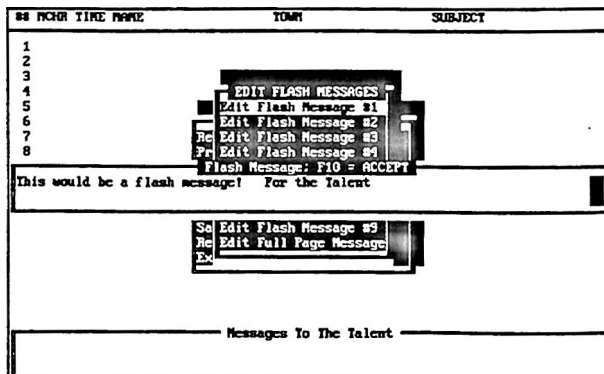 ## MCHR TIME NAME TOWN SUBJECT
1
2
3
EDIT FLASH MESSAGES
4
5 Edit Flash Message #1
6 Edit Flash Message #2
7 Re Edit Flash Message #3
8 Pr Edit Flash Message #4
Flash Message: F10 = ACCEPT
This would be a flash message! For the Talent
Sa Edit Flash Message #9
Re Edit Full Page Message
Ex
Messages To The Talent